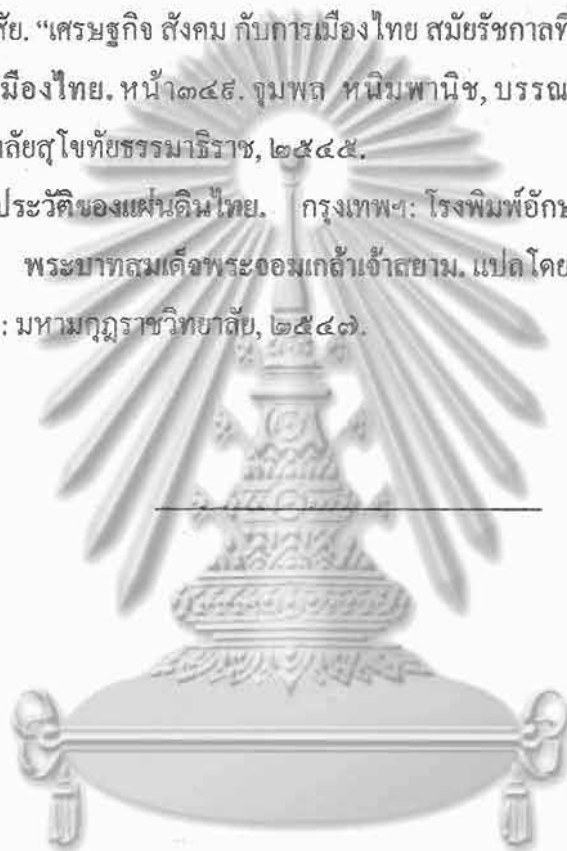 สัย. “เศรษฐกิจ สังคม กับการเมืองไทย สมัยรัชกาลที่
มืองไทย. หน้า๓๔๙. จุมพล หนิมพานิช, บรรณ
ลัยสุโขทัยธรรมาธิราช, ๒๕๔๕.
ประวัติของแผ่นดินไทย. กรุงเทพฯ: โรงพิมพ์อักษ
พระบาทสมเด็จพระจอมเกล้าเจ้าสยาม. แปลโดย
: มหามกุฎราชวิทยาลัย, ๒๕๔๗.